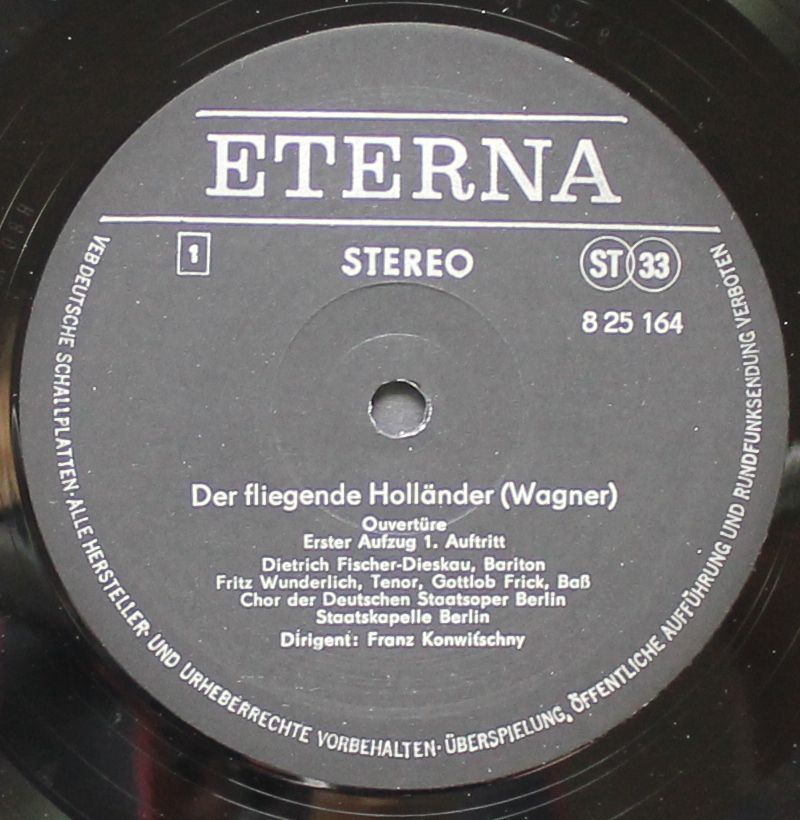 ETERNA
1 STEREO ST 33
8 25 164
Der fliegende Holländer (Wagner)
Ouvertüre
Erster Aufzug 1. Auftritt
Dietrich Fischer-Dieskau, Bariton
Fritz Wunderlich, Tenor, Gottlob Frick, Baß
Chor der Deutschen Staatsoper Berlin
Staatskapelle Berlin
Dirigent: Franz Konwitschny
VEB DEUTSCHE SCHALLPLATTEN · ALLE HERSTELLER- UND URHEBERRECHTE VORBEHALTEN · ÜBERSPIELUNG, ÖFFENTLICHE AUFFÜHRUNG UND RUNDFUNKSENDUNG VERBOTEN